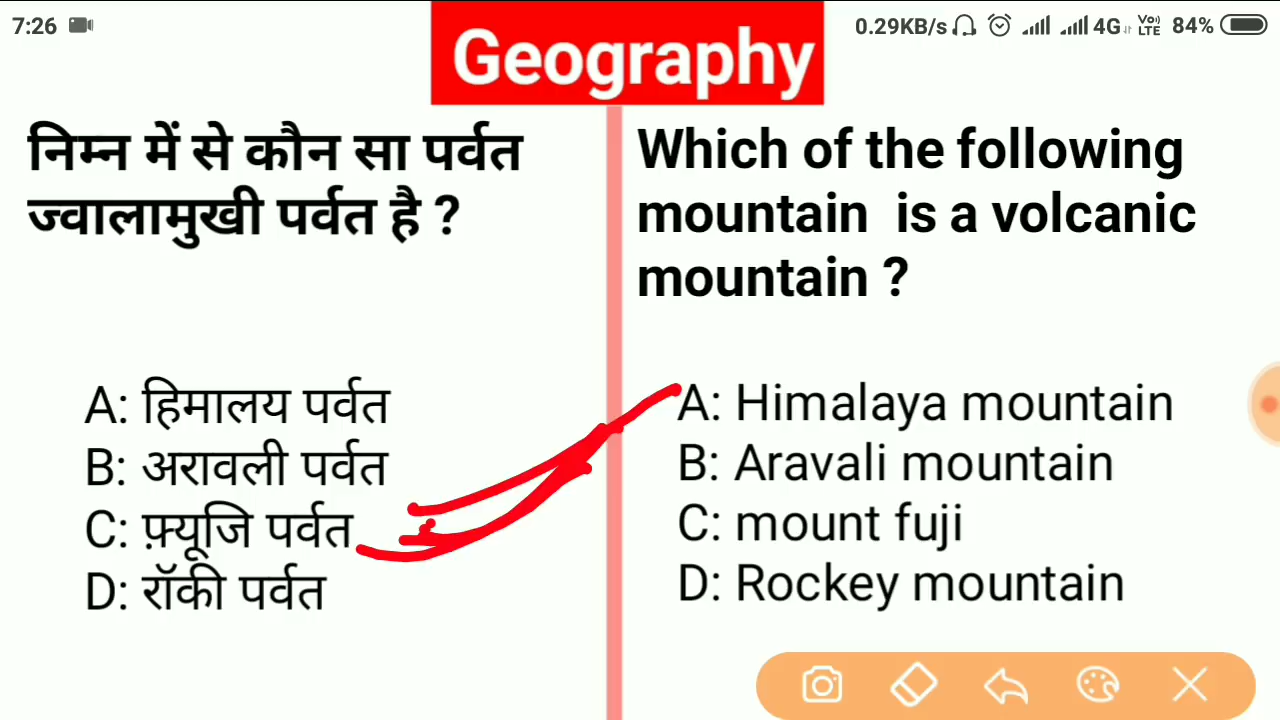 7:26
0.29KB/s 4G Vo) LTE 84%
Geography
निम्न में से कौन सा पर्वत
ज्वालामुखी पर्वत है ?
A: हिमालय पर्वत
B: अरावली पर्वत
C: फ़्यूजि पर्वत
D: रॉकी पर्वत
Which of the following
mountain is a volcanic
mountain ?
A: Himalaya mountain
B: Aravali mountain
C: mount fuji
D: Rockey mountain